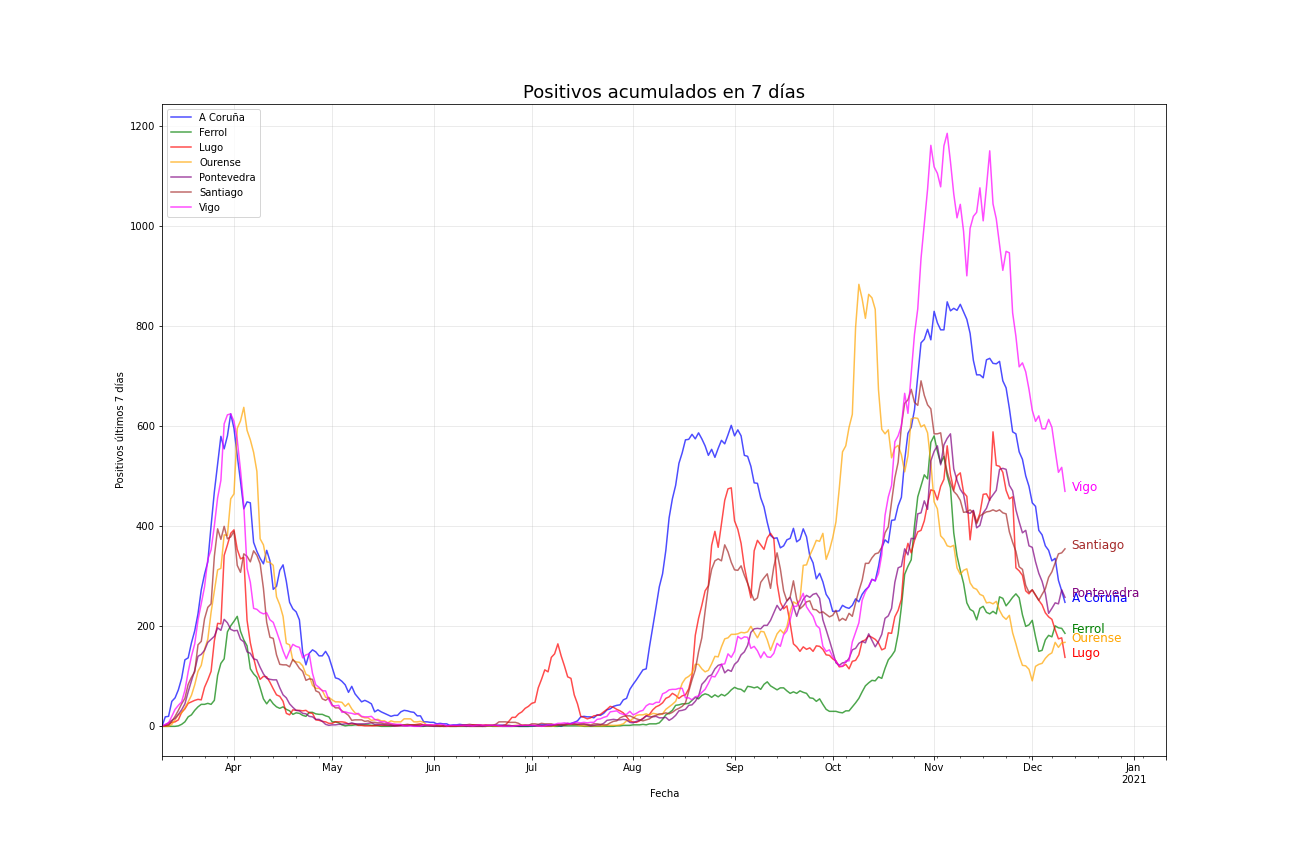 Positivos acumulados en 7 días
A Coruña
Ferrol
Lugo
Ourense
Pontevedra
Santiago
Vigo
1200
1000
800
600
400
200
0
Positivos últimos 7 días
Vigo
Santiago
Pontevedra
A Coruña
Ferrol
Ourense
Lugo
Apr May Jun Jul Aug Sep Oct Nov Dec Jan
2021
Fecha